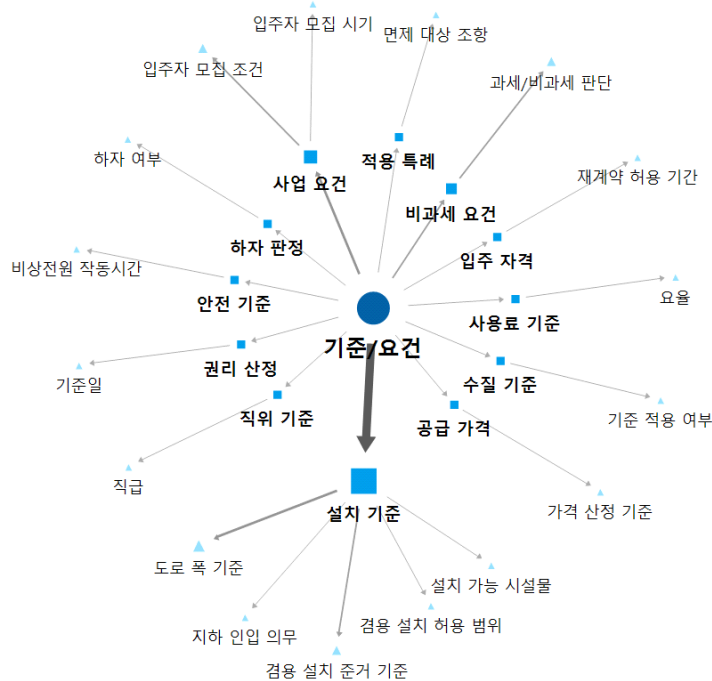 입주자 모집 시기
면제 대상 조항
입주자 모집 조건
과세/비과세 판단
하자 여부
적용 특례
사업 요건
재계약 허용 기간
비과세 요건
하자 판정
입주 자격
비상전원 작동시간
안전 기준
요율
사용료 기준
기준/요건
권리 산정
기준일
수질 기준
직위 기준
기준 적용 여부
공급 가격
직급
가격 산정 기준
설치 기준
도로 폭 기준
설치 가능 시설물
겸용 설치 허용 범위
지하 인입 의무
겸용 설치 준거 기준